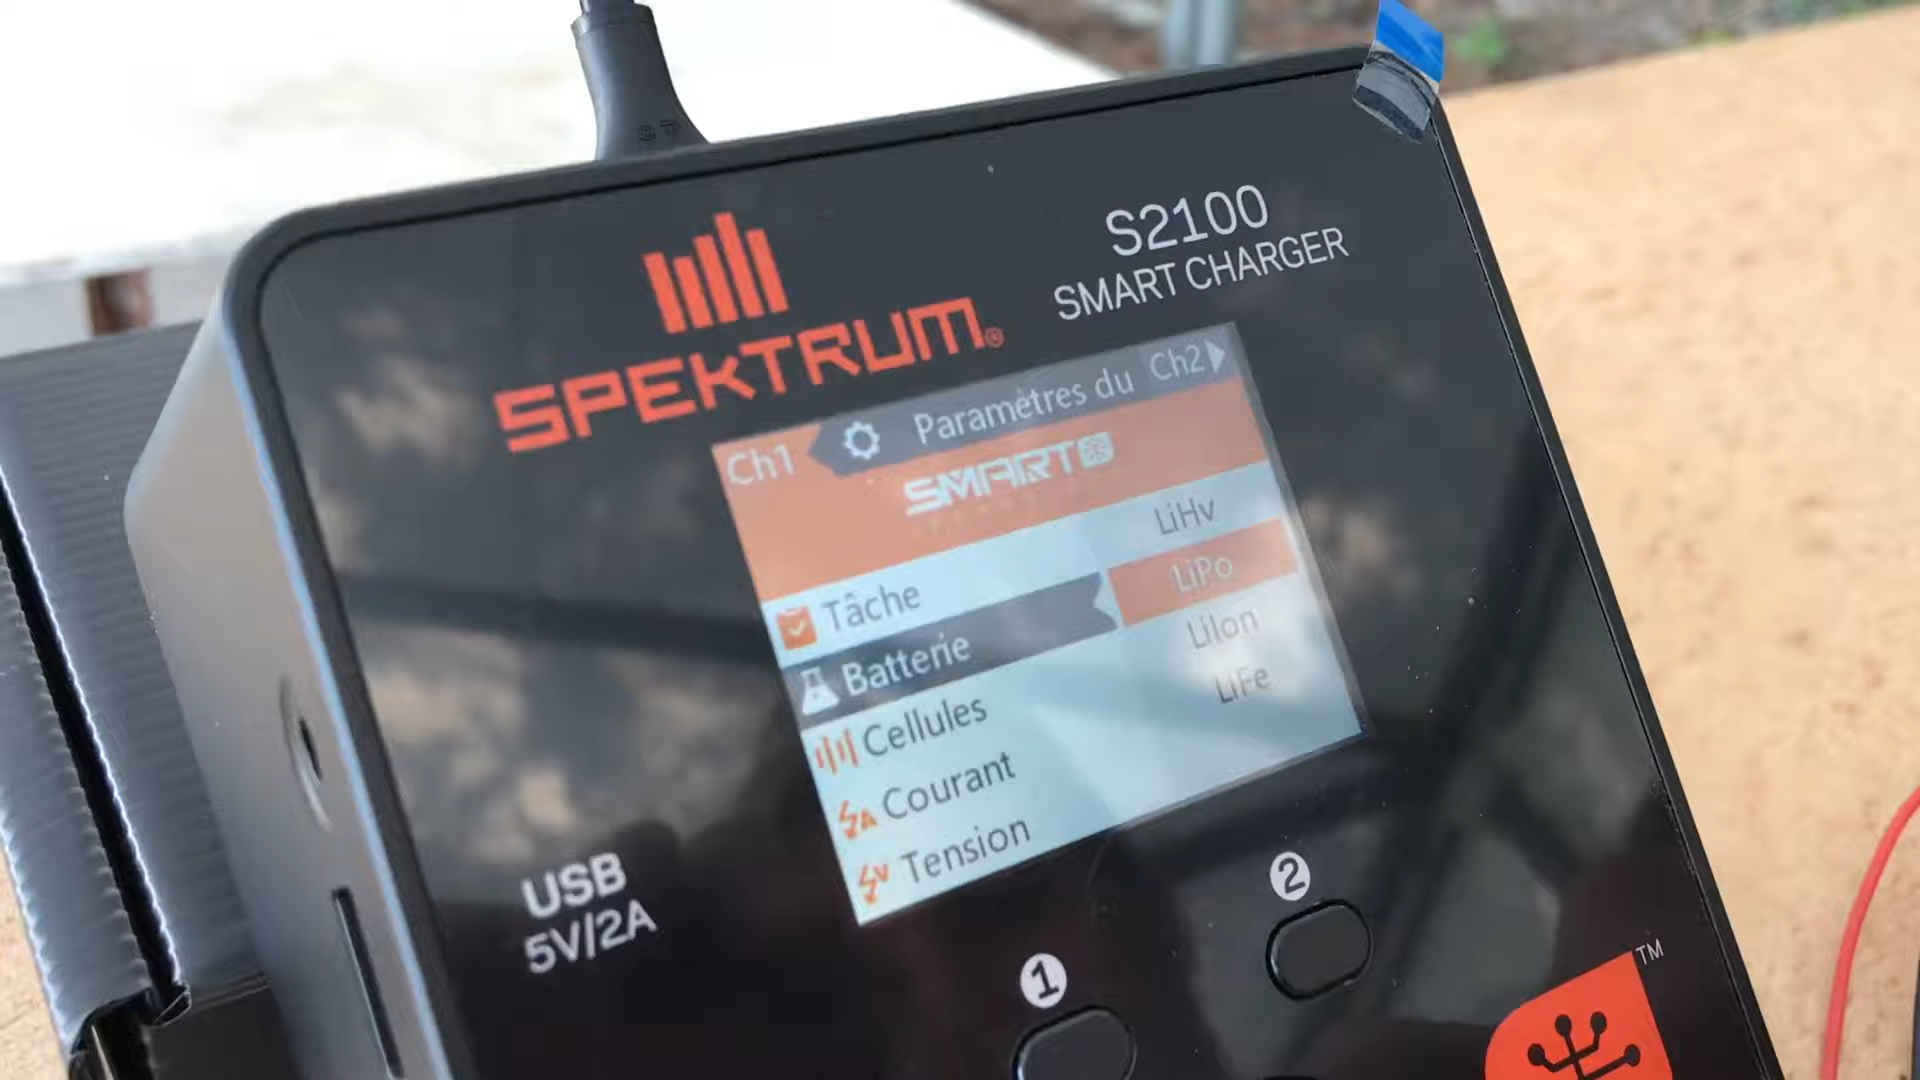 S2100
SMART CHARGER
SPEKTRUM®
Ch1 Paramètres du Ch2
SMART
LiHv
Tâche
LiPo
Batterie
LiIon
Cellules
LiFe
Courant
Tension
USB
5V/2A
1
2
TM